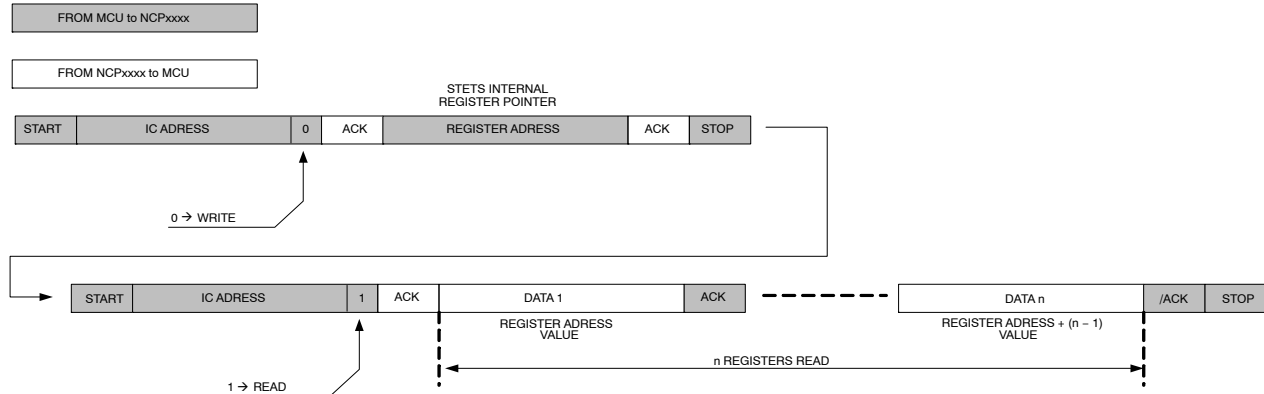 FROM MCU to NCPxxxx
FROM NCPxxxx to MCU
STETS INTERNAL
REGISTER POINTER
START IC ADRESS 0 ACK REGISTER ADRESS ACK STOP
0 → WRITE
START IC ADRESS 1 ACK DATA 1 ACK DATA n /ACK STOP
REGISTER ADRESS
VALUE
REGISTER ADRESS + (n − 1)
VALUE
n REGISTERS READ
1 → READ